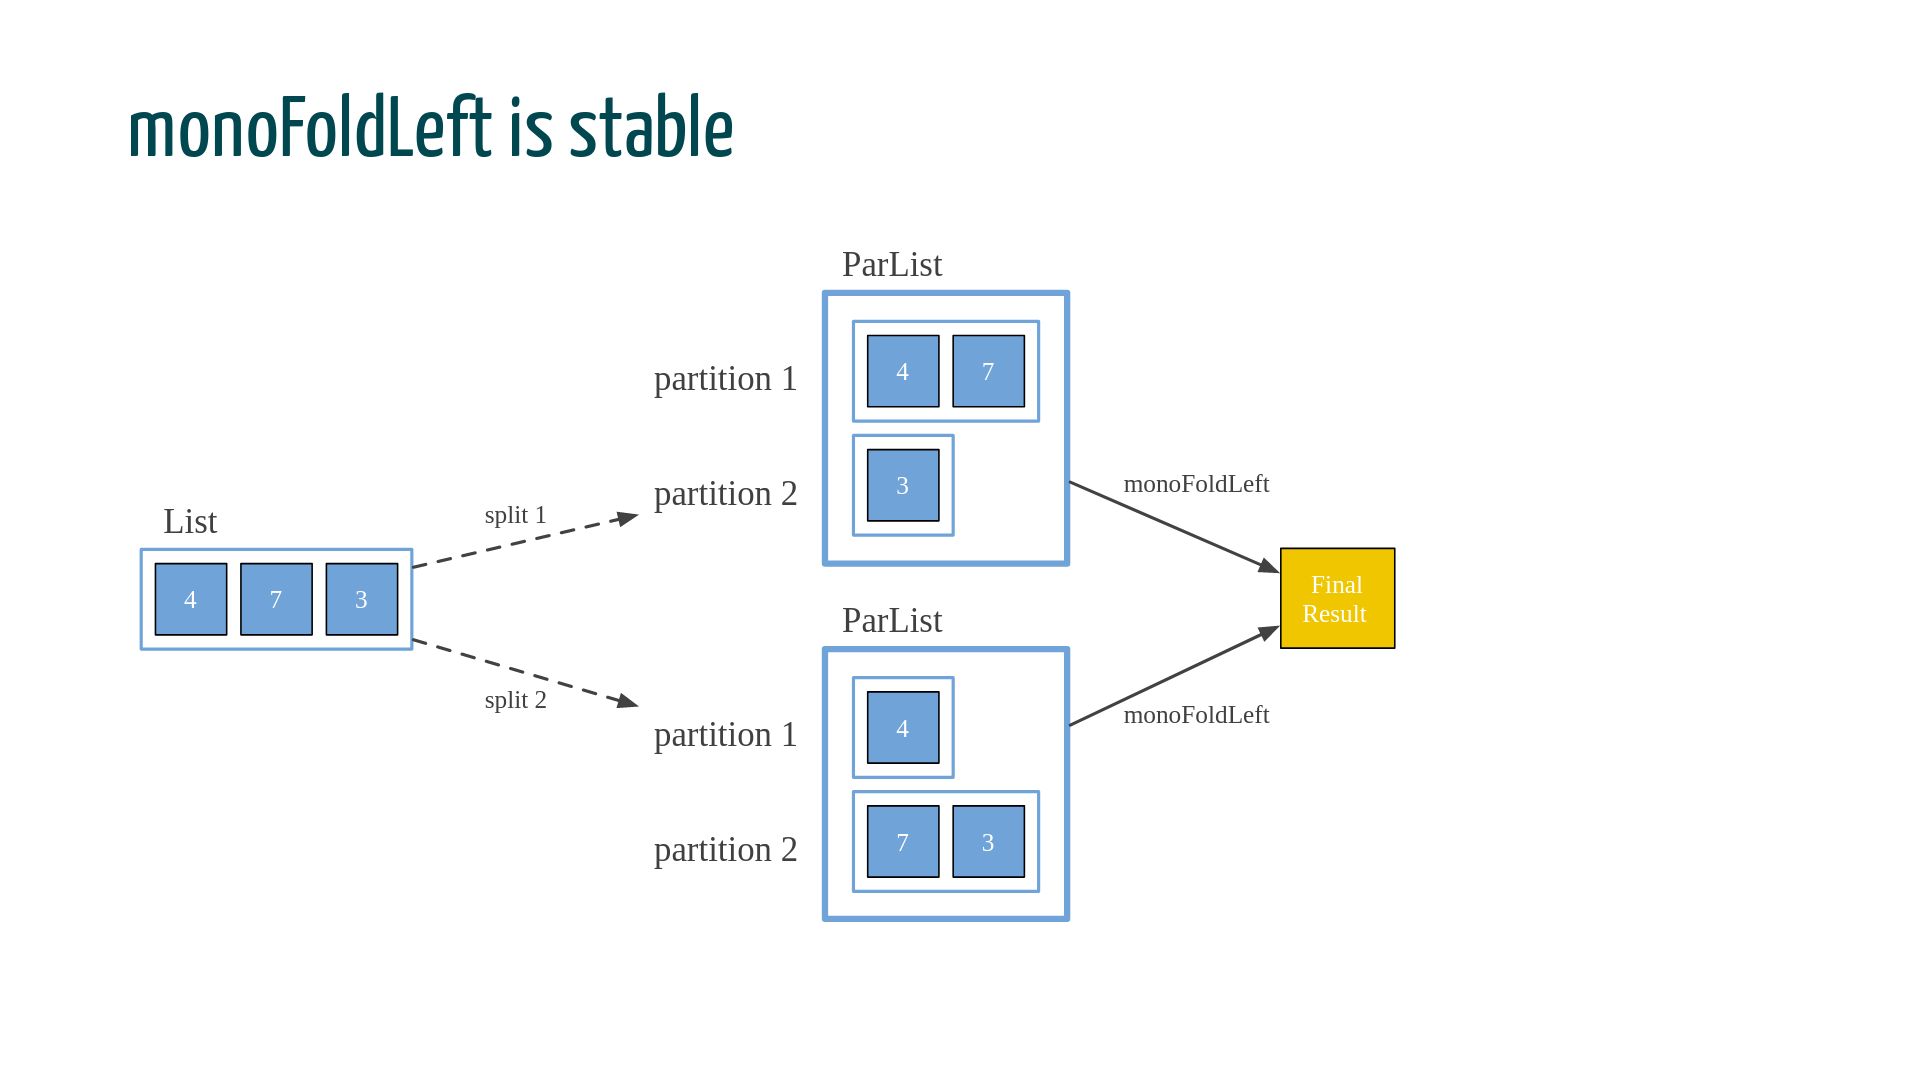 monoFoldLeft is stable
List
4 7 3
split 1
split 2
ParList
partition 1
4 7
partition 2
3
ParList
partition 1
4
partition 2
7 3
monoFoldLeft
monoFoldLeft
Final
Result